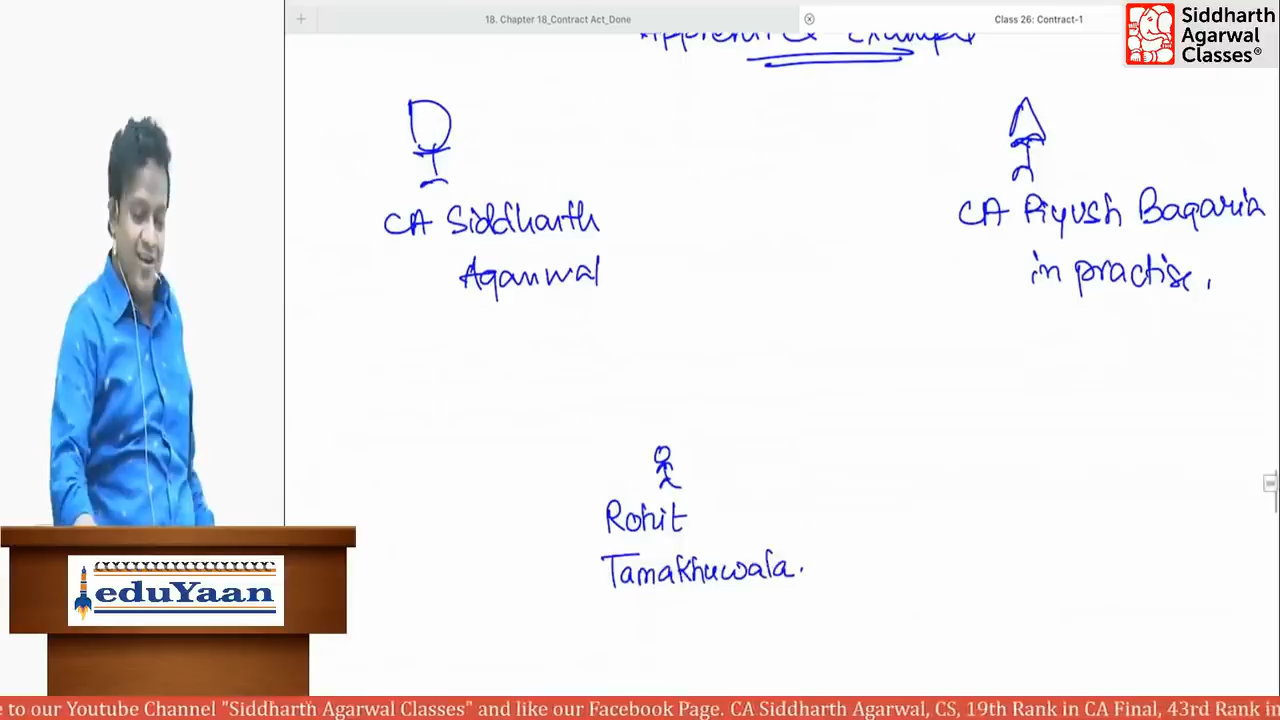 18. Chapter 18_Contract Act_Done
Class 26: Contract-1
Siddharth
Agarwal
Classes®
Example
CA Siddharth
Agarwal
CA Piyush Bagaria
in practise.
Rohit
Tamakhuwala.
eduYaan
e to our Youtube Channel "Siddharth Agarwal Classes" and like our Facebook Page. CA Siddharth Agarwal, CS, 19th Rank in CA Final, 43rd Rank in